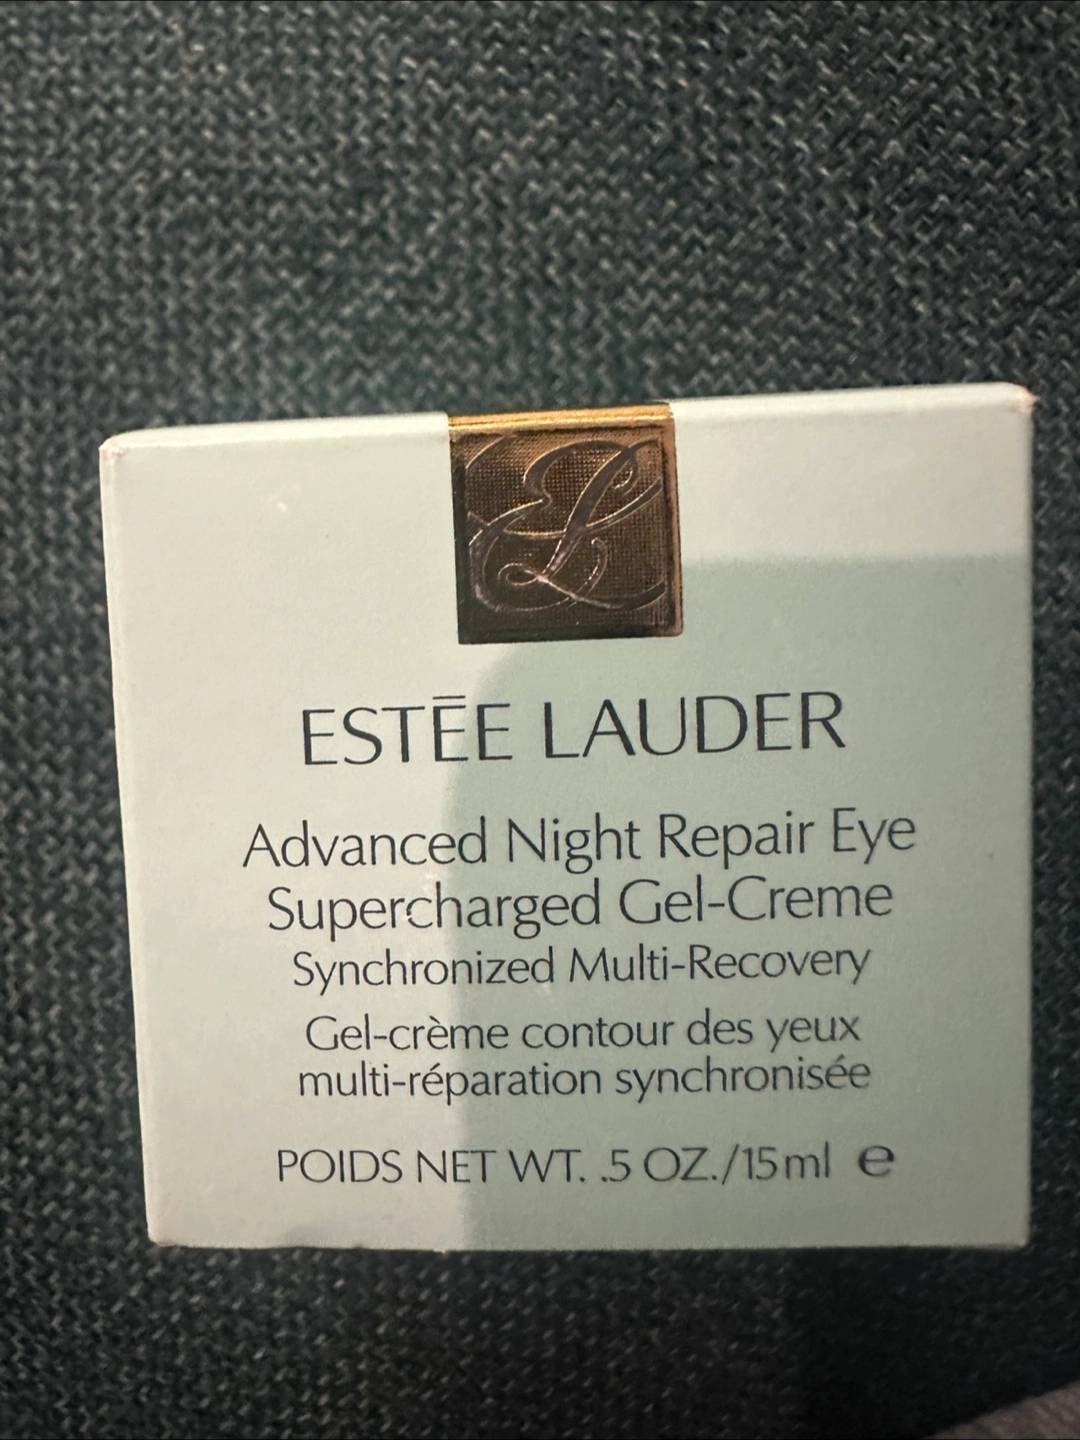 EL
ESTĒE LAUDER
Advanced Night Repair Eye
Supercharged Gel-Creme
Synchronized Multi-Recovery
Gel-crème contour des yeux
multi-réparation synchronisée
POIDS NET WT. .5 OZ./15ml ℮